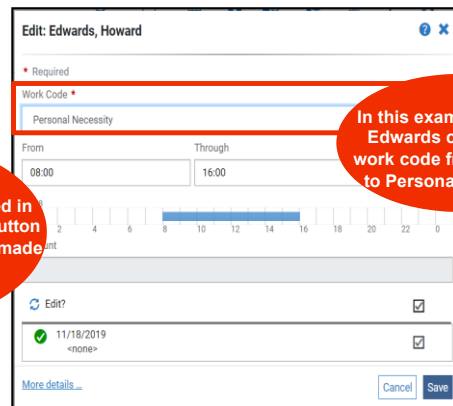 Edit: Edwards, Howard
* Required
Work Code *
Personal Necessity
In this exam
Edwards c
work code f
to Persona
From
Through
08:00
16:00
d in
utton
made
2 4 6 8 10 12 14 16 18 20 22 0
unt
Edit?
11/18/2019
<none>
More details ...
Cancel
Save